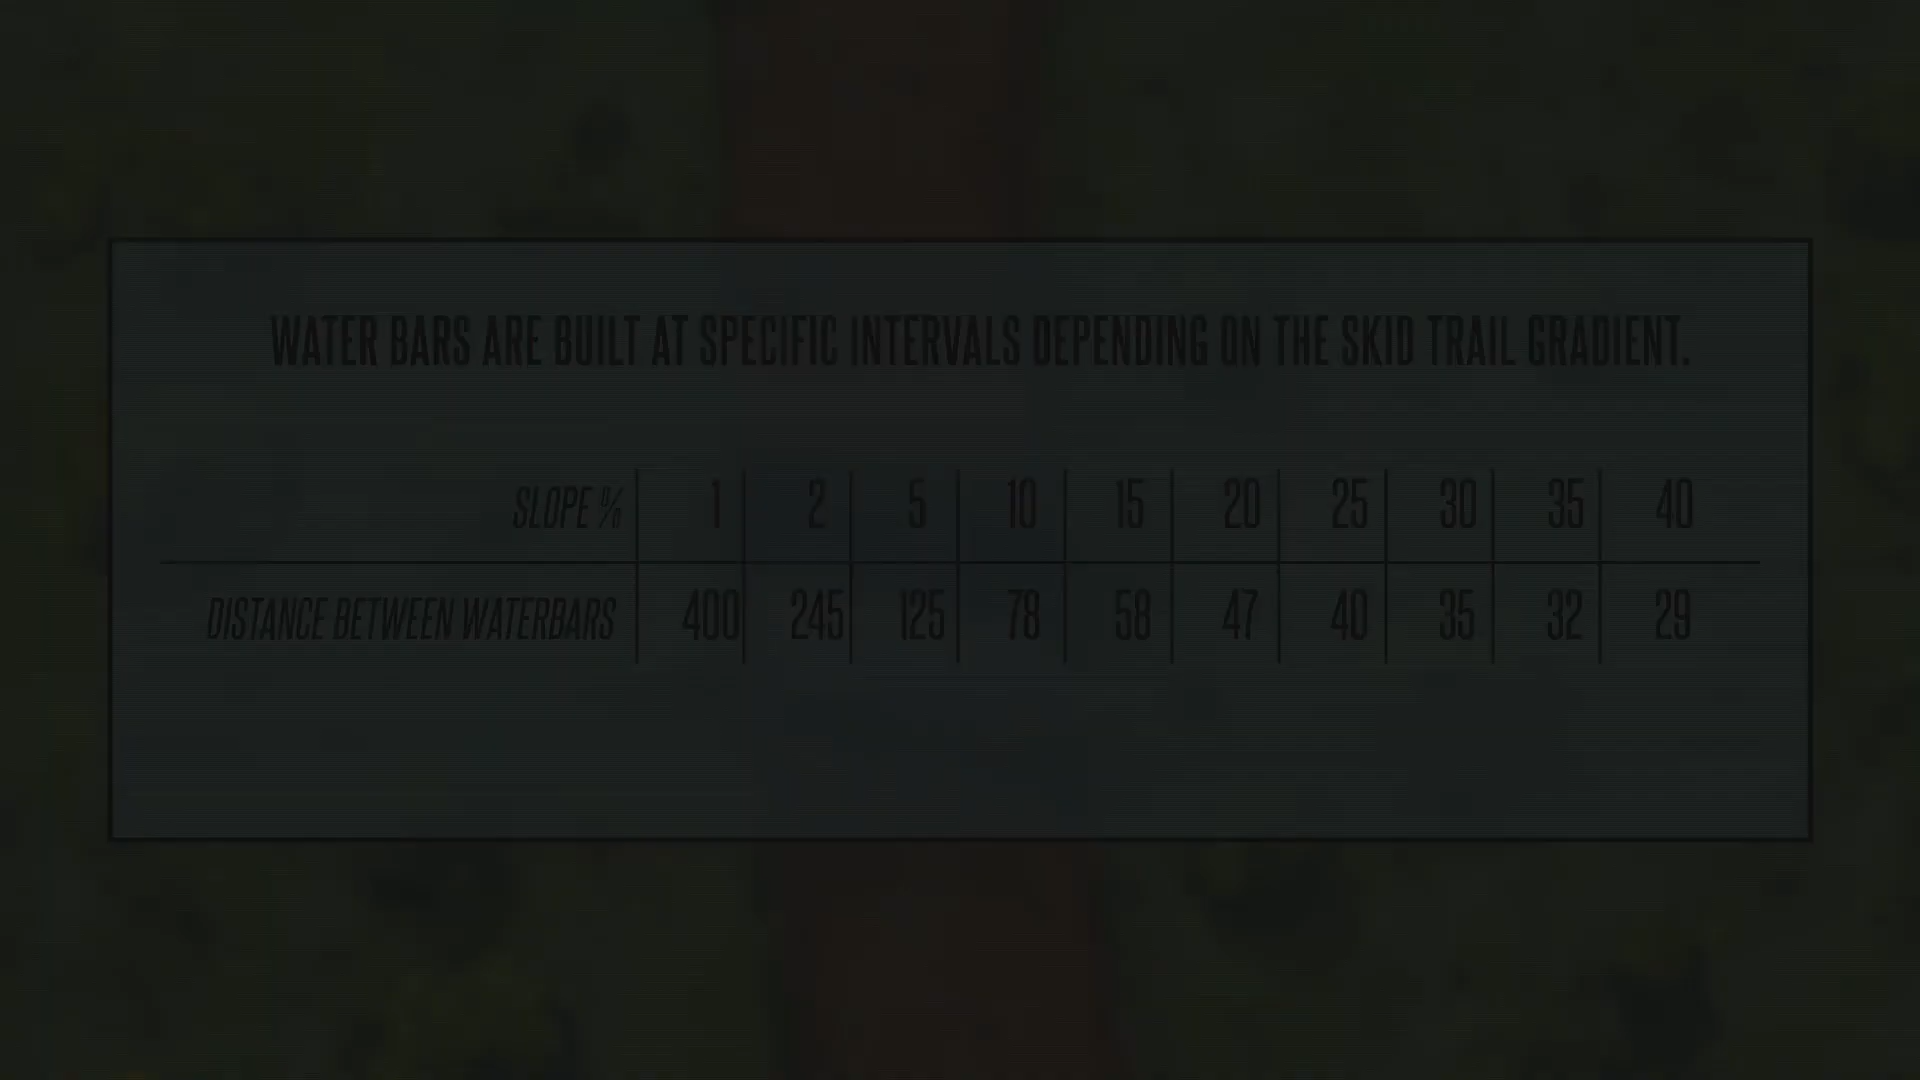 WATER BARS ARE BUILT AT SPECIFIC INTERVALS DEPENDING ON THE SKID TRAIL GRADIENT.
SLOPE % 1 2 5 10 15 20 25 30 35 40
DISTANCE BETWEEN WATERBARS 400 245 125 78 58 47 40 35 32 29